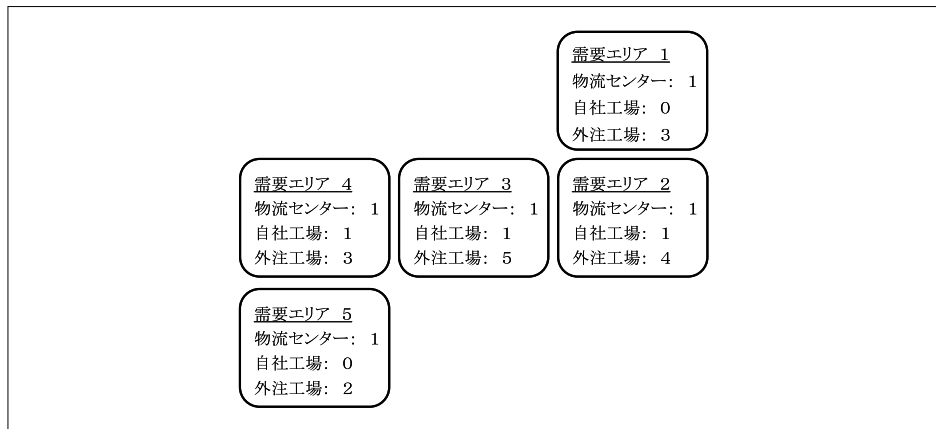 需要エリア 1
物流センター: 1
自社工場: 0
外注工場: 3
需要エリア 4
物流センター: 1
自社工場: 1
外注工場: 3
需要エリア 3
物流センター: 1
自社工場: 1
外注工場: 5
需要エリア 2
物流センター: 1
自社工場: 1
外注工場: 4
需要エリア 5
物流センター: 1
自社工場: 0
外注工場: 2